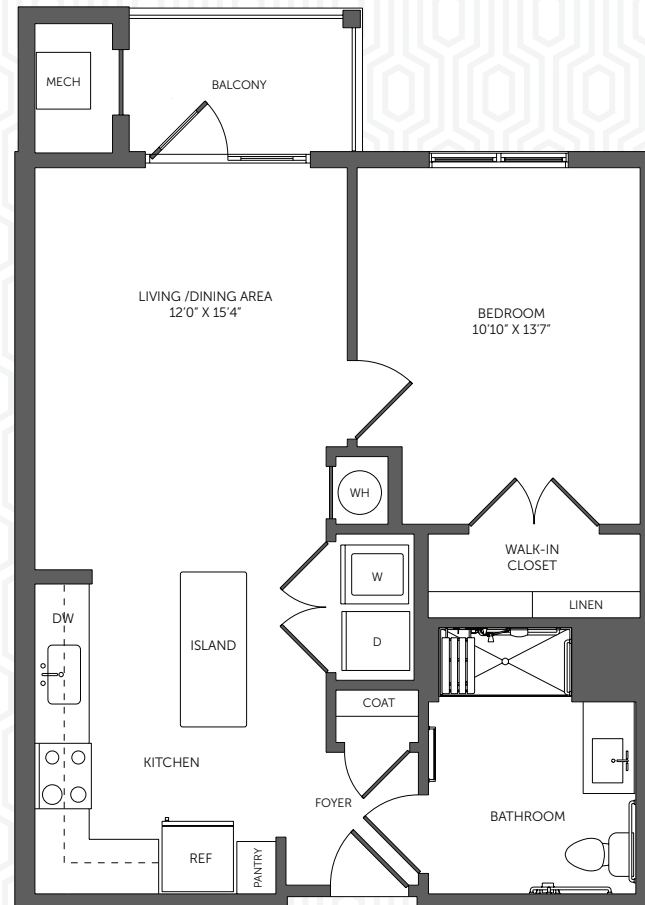 MECH
BALCONY
LIVING /DINING AREA
12'0" X 15'4"
BEDROOM
10'10" X 13'7"
WH
WALK-IN
CLOSET
W
LINEN
DW
D
ISLAND
COAT
KITCHEN
FOYER
BATHROOM
REF
PANTRY